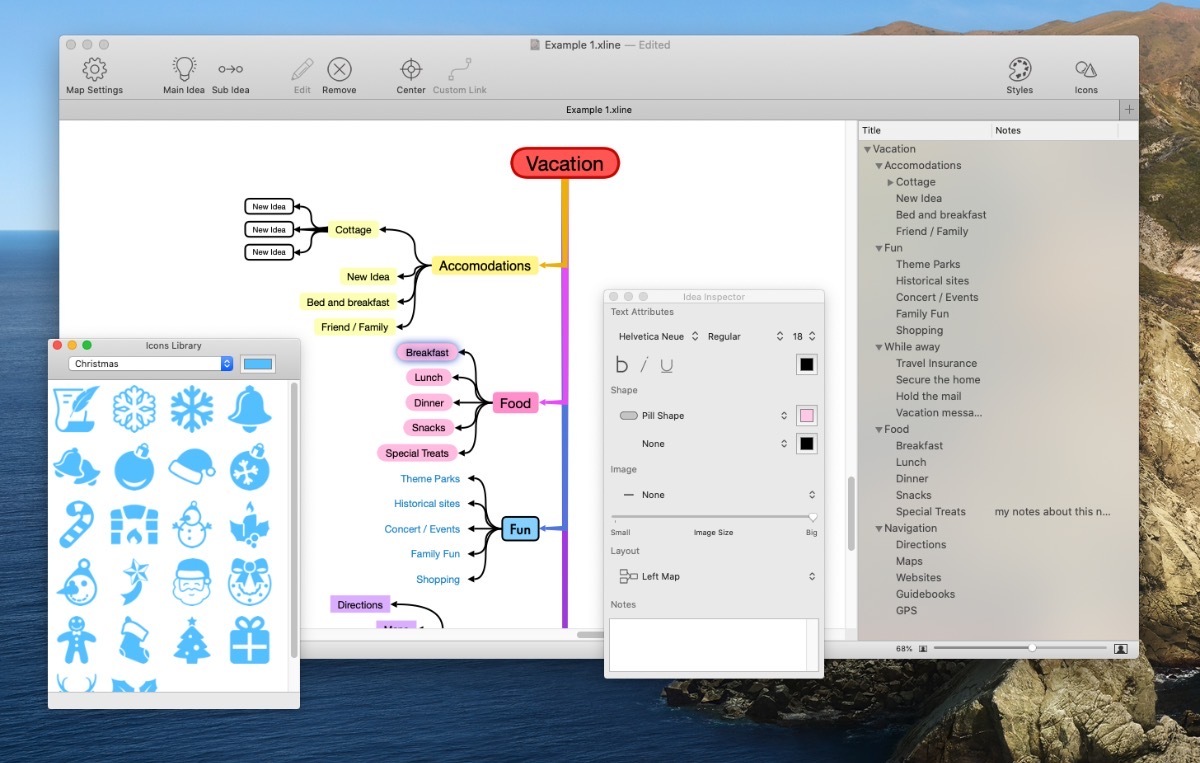 Example 1.xline — Edited
Map Settings
Main Idea
Sub Idea
Edit
Remove
Center
Custom Link
Styles
Icons
Example 1.xline
Vacation
New Idea
New Idea
New Idea
Cottage
Accomodations
New Idea
Bed and breakfast
Friend / Family
Breakfast
Lunch
Dinner
Snacks
Special Treats
Food
Theme Parks
Historical sites
Concert / Events
Family Fun
Shopping
Fun
Directions
Maps
Icons Library
Christmas
Idea Inspector
Text Attributes
Helvetica Neue
Regular
18
b
i
U
Shape
Pill Shape
None
Image
None
Small
Image Size
Big
Layout
Left Map
Notes
Title
Notes
Vacation
Accomodations
Cottage
New Idea
Bed and breakfast
Friend / Family
Fun
Theme Parks
Historical sites
Concert / Events
Family Fun
Shopping
While away
Travel Insurance
Secure the home
Hold the mail
Vacation messa...
Food
Breakfast
Lunch
Dinner
Snacks
Special Treats my notes about this n...
Navigation
Directions
Maps
Websites
Guidebooks
GPS
68%